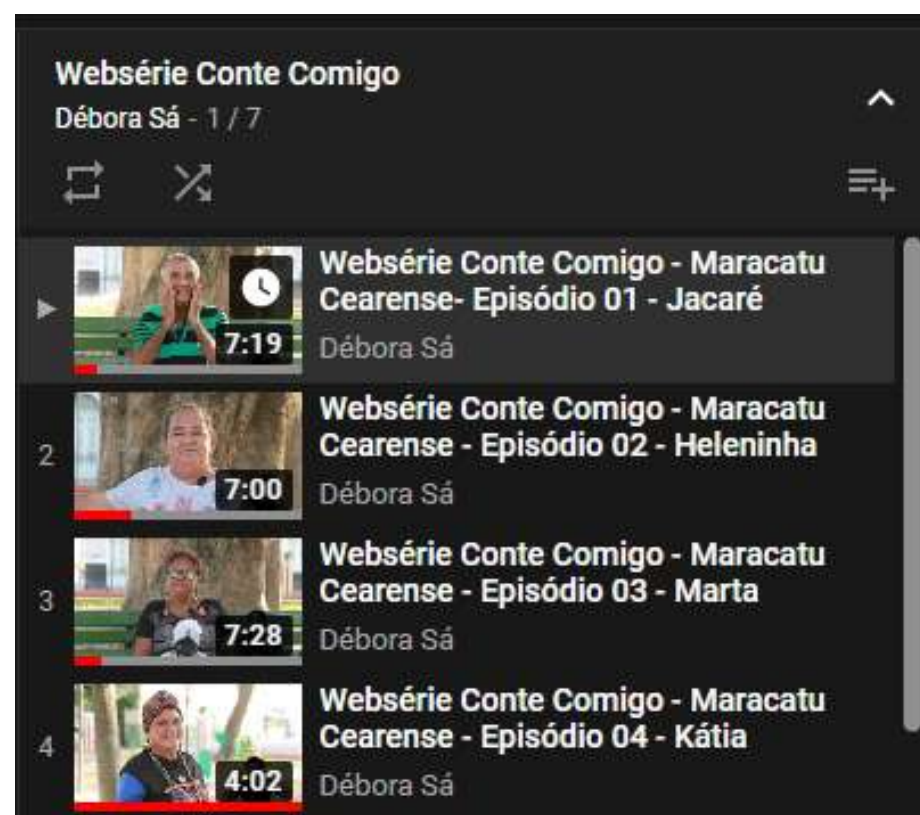 Websérie Conte Comigo
Débora Sá - 1 / 7
Websérie Conte Comigo - Maracatu
Cearense- Episódio 01 - Jacaré
7:19
Débora Sá
2
Websérie Conte Comigo - Maracatu
Cearense - Episódio 02 - Heleninha
7:00
Débora Sá
3
Websérie Conte Comigo - Maracatu
Cearense - Episódio 03 - Marta
7:28
Débora Sá
4
Websérie Conte Comigo - Maracatu
Cearense - Episódio 04 - Kátia
4:02
Débora Sá